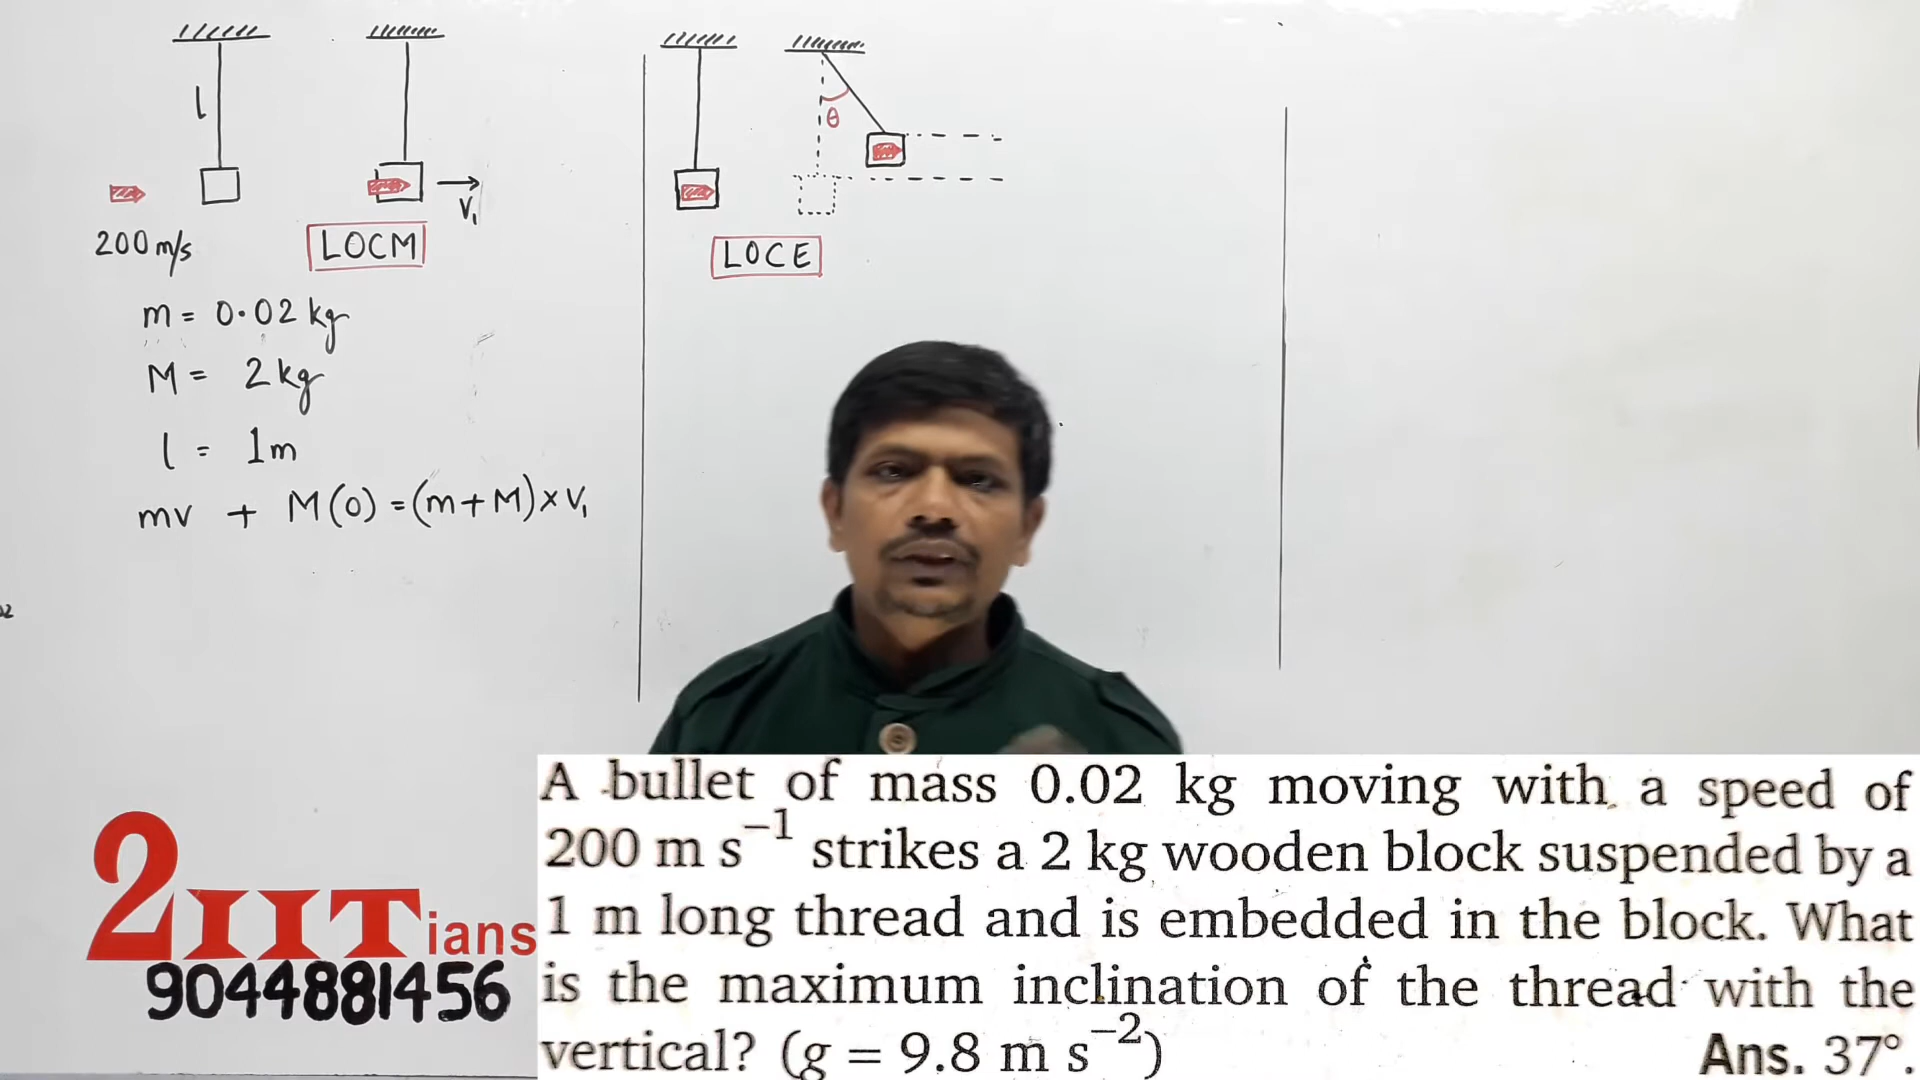 l
V₁
200 m/s
LOCM
m = 0.02 kg
M = 2 kg
l = 1m
mv + M(0) = (m+M)×V₁
θ
LOCE
2IITians
9044881456
A bullet of mass 0.02 kg moving with a speed of
200 m s⁻¹ strikes a 2 kg wooden block suspended by a
1 m long thread and is embedded in the block. What
is the maximum inclination of the thread with the
vertical? (g = 9.8 m s⁻²) Ans. 37°.